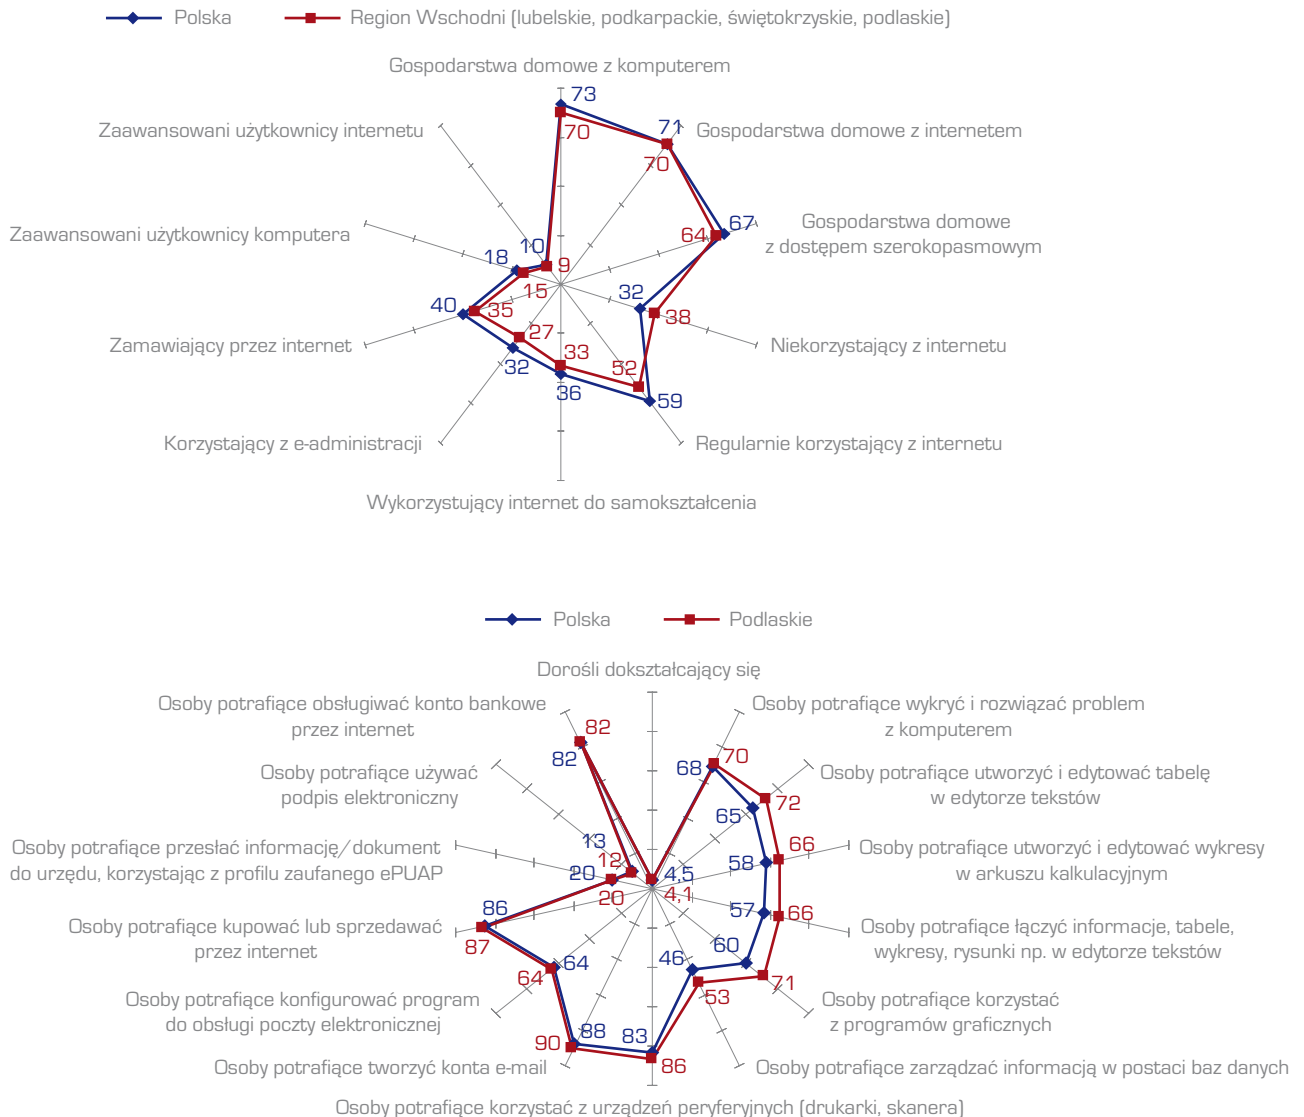 Polska
Region Wschodni (lubelskie, podkarpackie, świętokrzyskie, podlaskie)
Gospodarstwa domowe z komputerem
73
70
Zaawansowani użytkownicy internetu
71
Gospodarstwa domowe z internetem
70
Zaawansowani użytkownicy komputera
67
64
Gospodarstwa domowe
z dostępem szerokopasmowym
10
9
18
15
32
38
40
35
Zamawiający przez internet
Niekorzystający z internetu
27
32
33
36
52
59
Korzystający z e-administracji
Regularnie korzystający z internetu
Wykorzystujący internet do samokształcenia
Polska
Podlaskie
Dorośli dokształcający się
Osoby potrafiące obsługiwać konto bankowe
przez internet
82
82
Osoby potrafiące wykryć i rozwiązać problem
z komputerem
68
70
Osoby potrafiące używać
podpis elektroniczny
Osoby potrafiące utworzyć i edytować tabelę
w edytorze tekstów
65
72
13
12
Osoby potrafiące przesłać informację/dokument
do urzędu, korzystając z profilu zaufanego ePUAP
20
20
4,5
4,1
58
66
Osoby potrafiące utworzyć i edytować wykresy
w arkuszu kalkulacyjnym
Osoby potrafiące kupować lub sprzedawać
przez internet
86
87
57
66
Osoby potrafiące łączyć informacje, tabele,
wykresy, rysunki np. w edytorze tekstów
64
64
46
53
60
71
Osoby potrafiące konfigurować program
do obsługi poczty elektronicznej
Osoby potrafiące korzystać
z programów graficznych
90
88
83
86
Osoby potrafiące tworzyć konta e-mail
Osoby potrafiące zarządzać informacją w postaci baz danych
Osoby potrafiące korzystać z urządzeń peryferyjnych (drukarki, skanera)